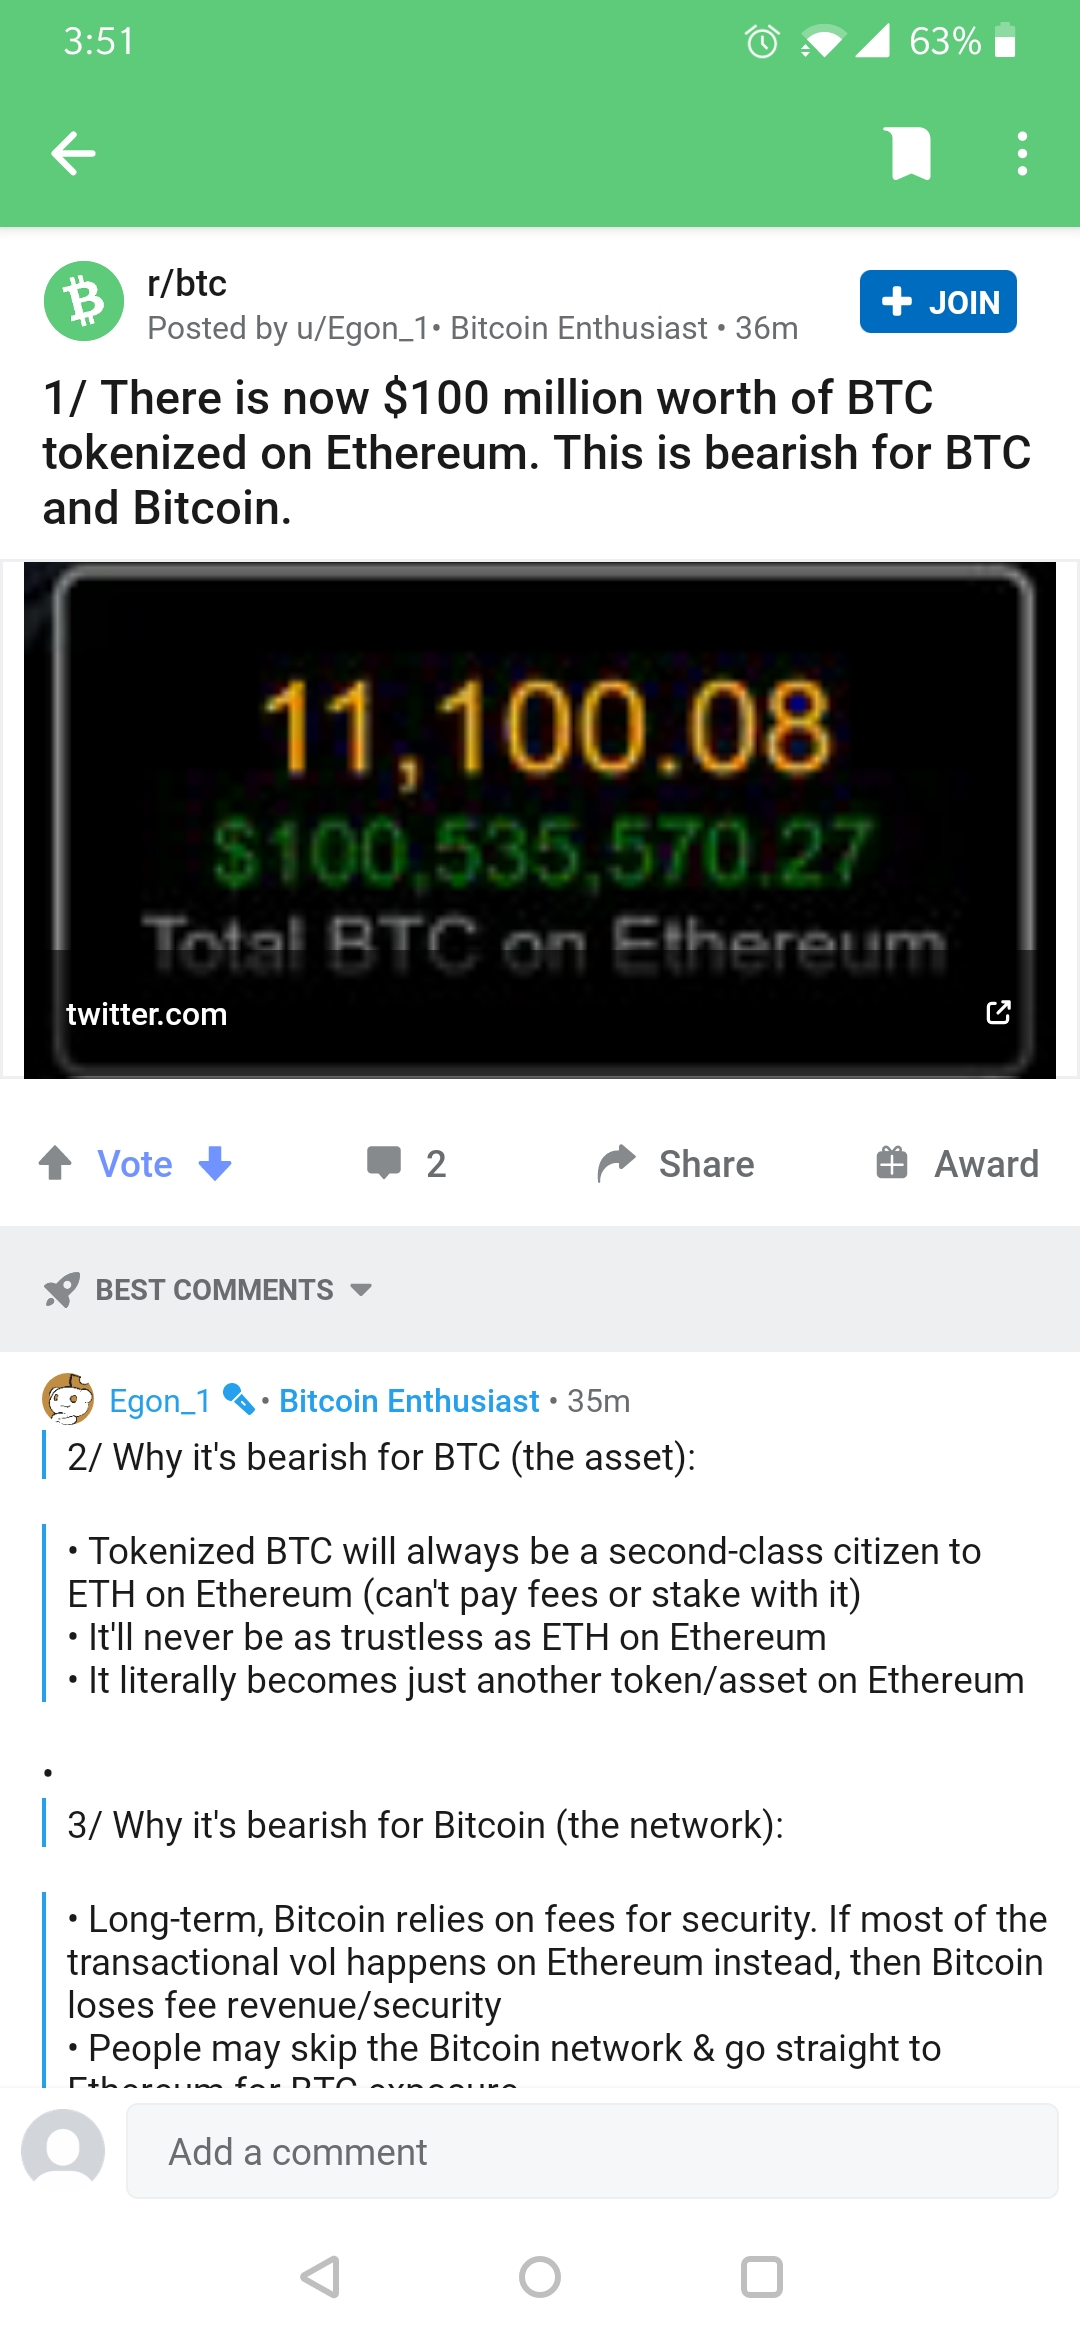 3:51
63%
r/btc
JOIN
Posted by u/Egon_1• Bitcoin Enthusiast • 36m
1/ There is now $100 million worth of BTC
tokenized on Ethereum. This is bearish for BTC
and Bitcoin.
11,100.08
$100,535,570.27
Total BTC on Ethereum
twitter.com
Vote
2
Share
Award
BEST COMMENTS
Egon_1 • Bitcoin Enthusiast • 35m
2/ Why it's bearish for BTC (the asset):
• Tokenized BTC will always be a second-class citizen to
ETH on Ethereum (can't pay fees or stake with it)
• It'll never be as trustless as ETH on Ethereum
• It literally becomes just another token/asset on Ethereum
•
3/ Why it's bearish for Bitcoin (the network):
• Long-term, Bitcoin relies on fees for security. If most of the
transactional vol happens on Ethereum instead, then Bitcoin
loses fee revenue/security
• People may skip the Bitcoin network & go straight to
Ethereum for BTC exposure
Add a comment